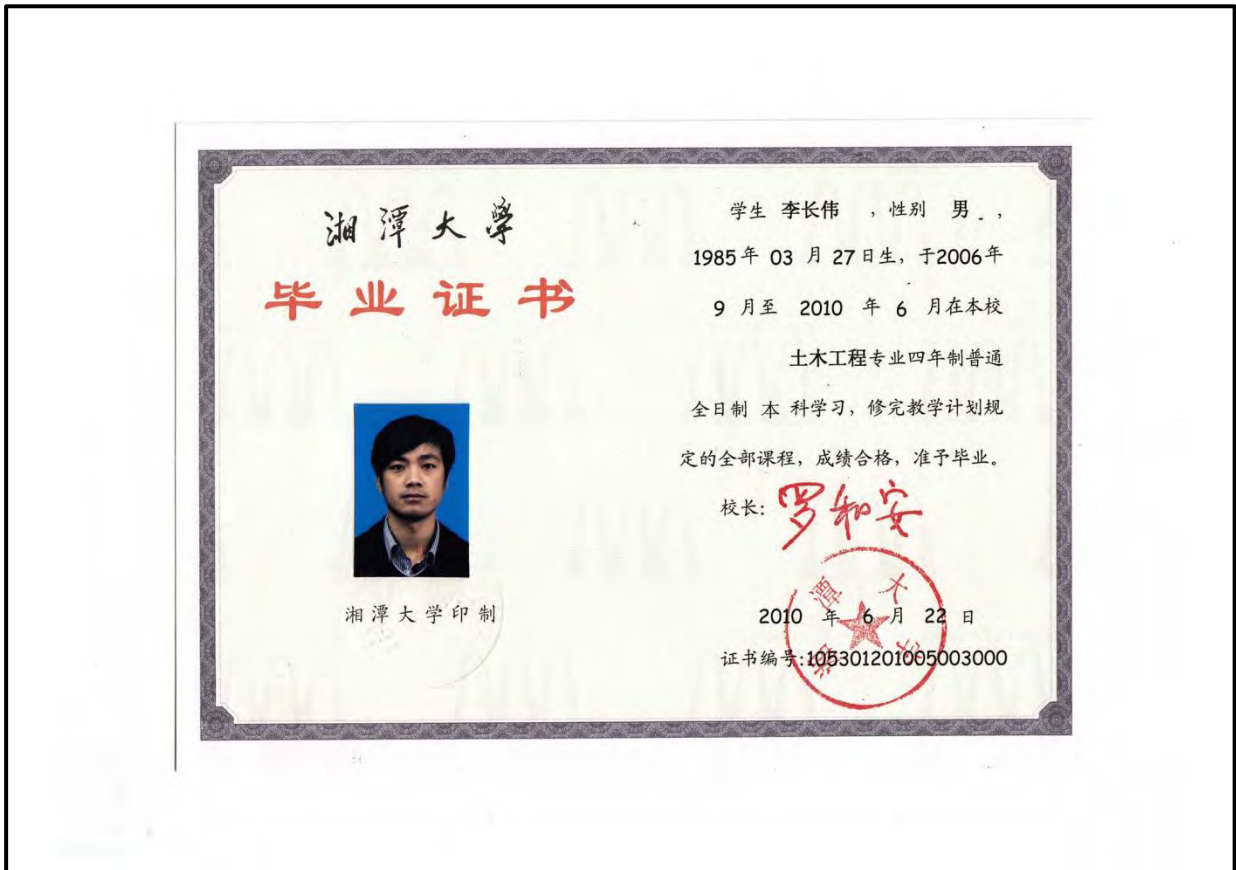 湘潭大學
毕业证书
湘潭大学印制
学生 李长伟 ，性别 男 ，
1985年 03 月 27日生，于2006年
9 月至 2010 年 6 月在本校
土木工程专业四年制普通
全日制 本 科学习，修完教学计划规
定的全部课程，成绩合格，准予毕业。
校长：罗和安
湘潭大学
2010 年 6 月 22 日
证书编号:105301201005003000